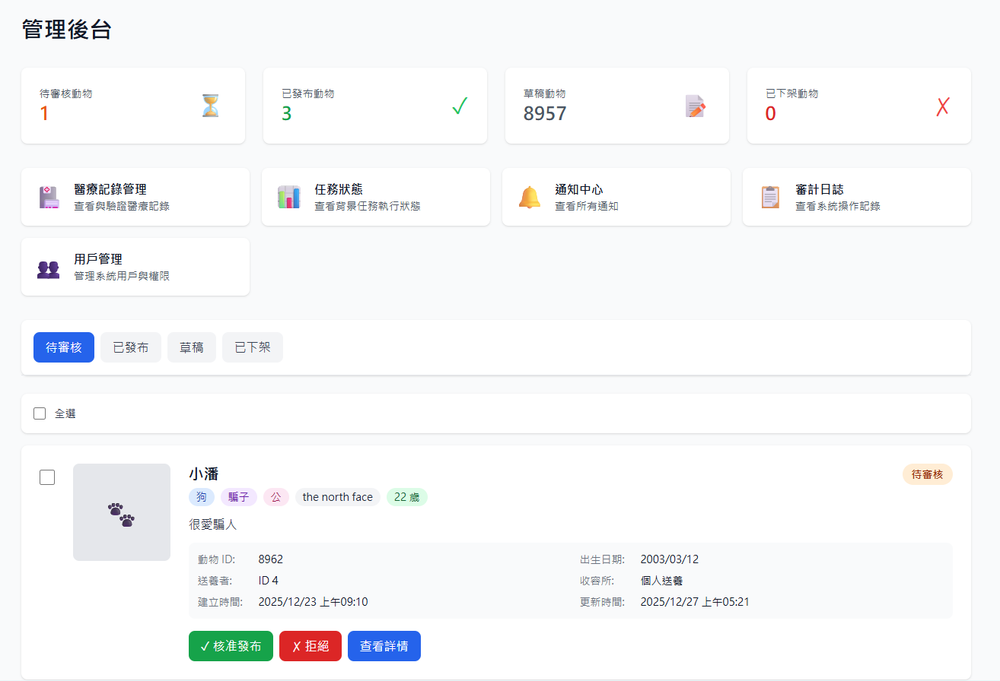 管理後台
待審核動物
1
已發布動物
3
草稿動物
8957
已下架動物
0
醫療記錄管理
查看與驗證醫療記錄
任務狀態
查看背景任務執行狀態
通知中心
查看所有通知
審計日誌
查看系統操作記錄
用戶管理
管理系統用戶與權限
待審核 已發布 草稿 已下架
全選
小潘
待審核
狗 騙子 公 the north face 22 歲
很愛騙人
動物 ID: 8962 出生日期: 2003/03/12
送養者: ID 4 收容所: 個人送養
建立時間: 2025/12/23 上午09:10 更新時間: 2025/12/27 上午05:21
✓ 核准發布 ✗ 拒絕 查看詳情